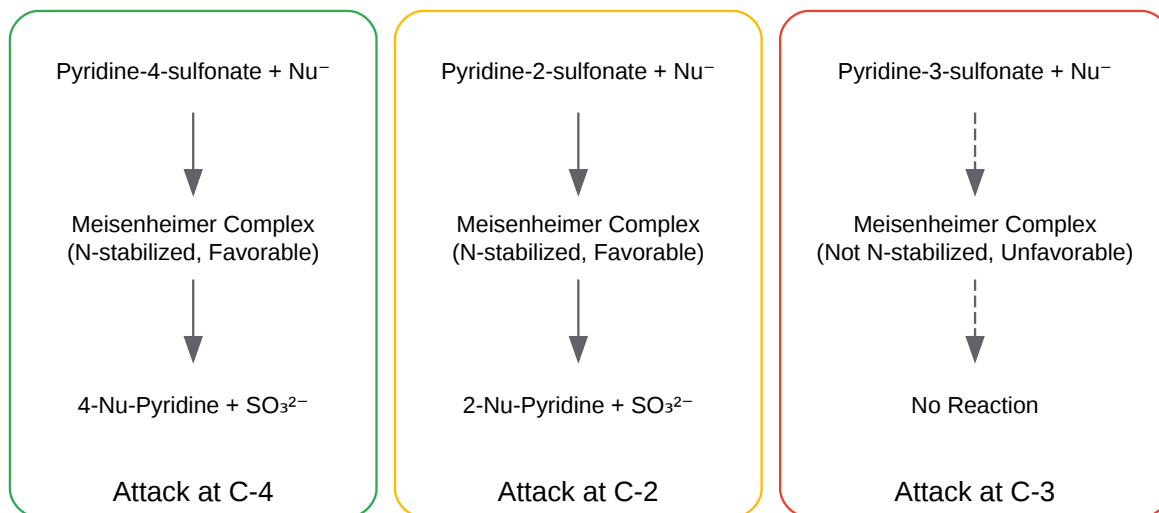 Pyridine-4-sulfonate + Nu⁻
Meisenheimer Complex
(N-stabilized, Favorable)
4-Nu-Pyridine + SO₃²⁻
Attack at C-4
Pyridine-2-sulfonate + Nu⁻
Meisenheimer Complex
(N-stabilized, Favorable)
2-Nu-Pyridine + SO₃²⁻
Attack at C-2
Pyridine-3-sulfonate + Nu⁻
Meisenheimer Complex
(Not N-stabilized, Unfavorable)
No Reaction
Attack at C-3